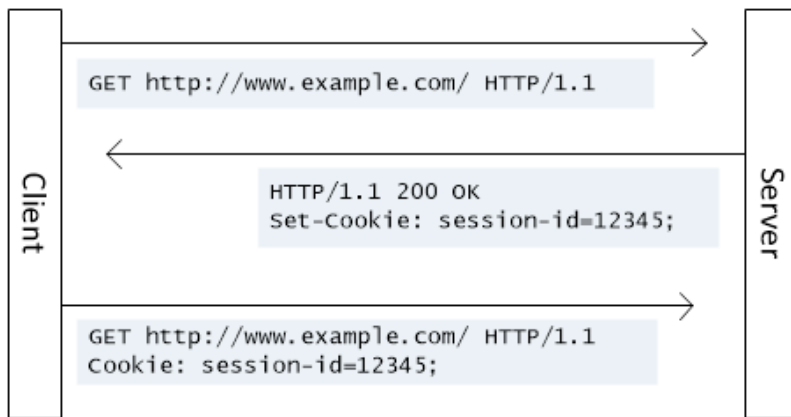 Client
Server
GET http://www.example.com/ HTTP/1.1
HTTP/1.1 200 OK
Set-Cookie: session-id=12345;
GET http://www.example.com/ HTTP/1.1
Cookie: session-id=12345;